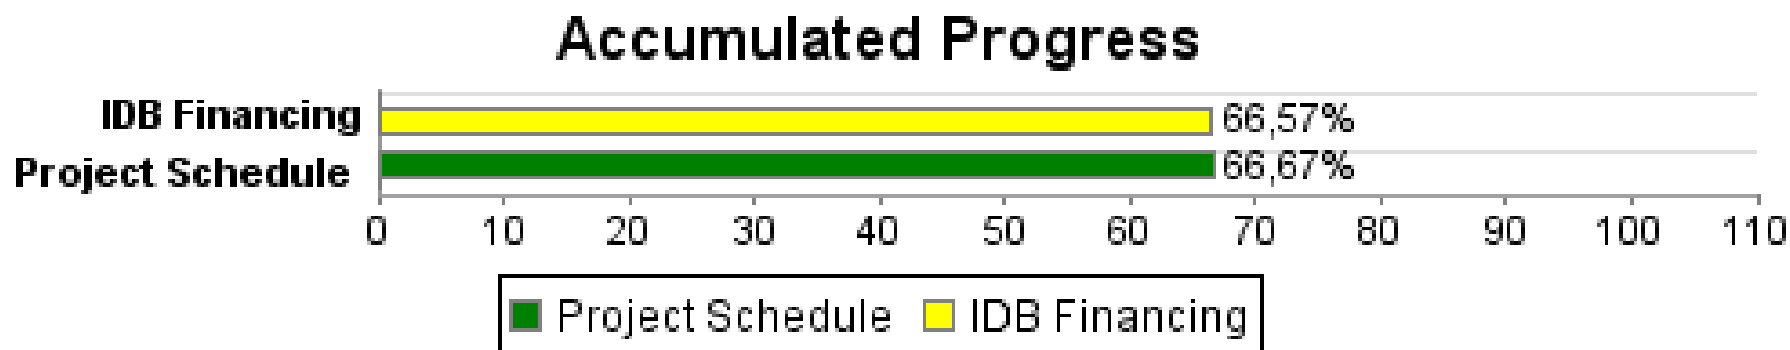 Accumulated Progress
IDB Financing
66,57%
Project Schedule
66,67%
0 10 20 30 40 50 60 70 80 90 100 110
Project Schedule IDB Financing